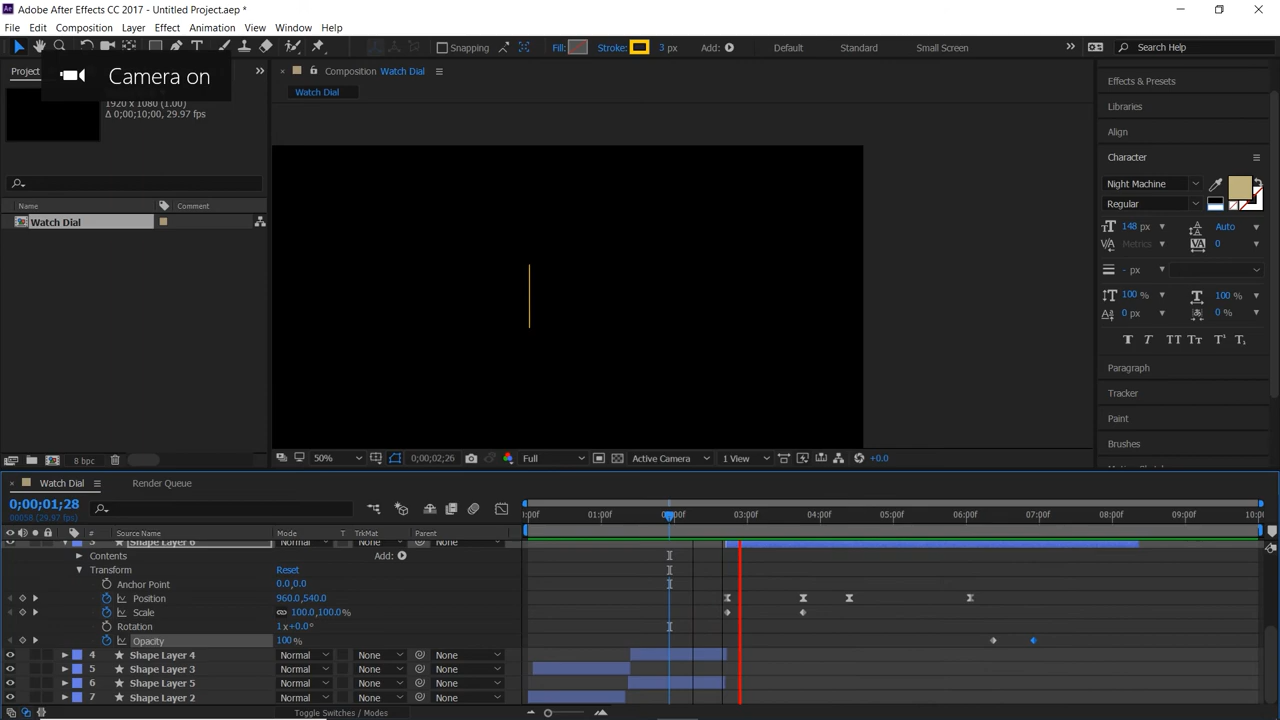 Adobe After Effects CC 2017 - Untitled Project.aep *
File Edit Composition Layer Effect Animation View Window Help
Snapping Fill: Stroke: 3 px Add: Default Standard Small Screen Search Help
Project
Camera on
1920 x 1080 (1.00)
Δ 0;00;10;00, 29.97 fps
Composition Watch Dial
Watch Dial
Name Comment
Watch Dial
8 bpc
50% 0;00;02;26 Full Active Camera 1 View +0.0
Effects & Presets
Libraries
Align
Character
Night Machine
Regular
148 px Auto
Metrics 0
- px
100 % 100 %
0 px 0 %
Paragraph
Tracker
Paint
Brushes
Watch Dial Render Queue
0;00;01;28
00058 (29.97 fps)
:00f 01:00f 02:00f 03:00f 04:00f 05:00f 06:00f 07:00f 08:00f 09:00f 10:00f
# Source Name Mode T TrkMat Parent
3 Shape Layer 6 Normal None None
Contents Add:
Transform Reset
Anchor Point 0.0,0.0
Position 960.0,540.0
Scale 100.0,100.0%
Rotation 1x+0.0°
Opacity 100%
4 Shape Layer 4 Normal None None
5 Shape Layer 3 Normal None None
6 Shape Layer 5 Normal None None
7 Shape Layer 2 Normal None None
Toggle Switches / Modes